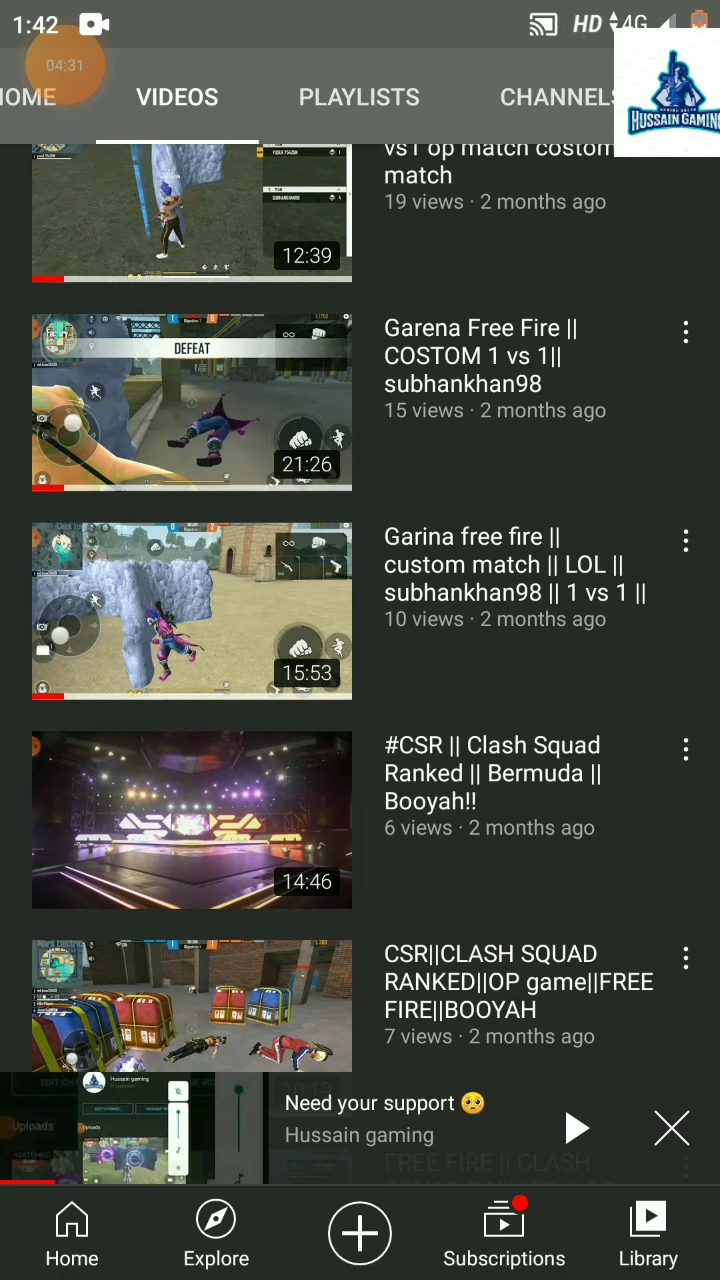 1:42
HD 4G
04:31
HOME
VIDEOS
PLAYLISTS
CHANNELS
HUSSAIN GAMING
vs1 op match costom
match
19 views · 2 months ago
12:39
Garena Free Fire ||
COSTOM 1 vs 1||
subhankhan98
15 views · 2 months ago
DEFEAT
21:26
Garina free fire ||
custom match || LOL ||
subhankhan98 || 1 vs 1 ||
10 views · 2 months ago
15:53
#CSR || Clash Squad
Ranked || Bermuda ||
Booyah!!
6 views · 2 months ago
14:46
CSR||CLASH SQUAD
RANKED||OP game||FREE
FIRE||BOOYAH
7 views · 2 months ago
Hussain gaming
Uploads
Need your support 🥺
Hussain gaming
FREE FIRE || CLASH
Home
Explore
Subscriptions
Library